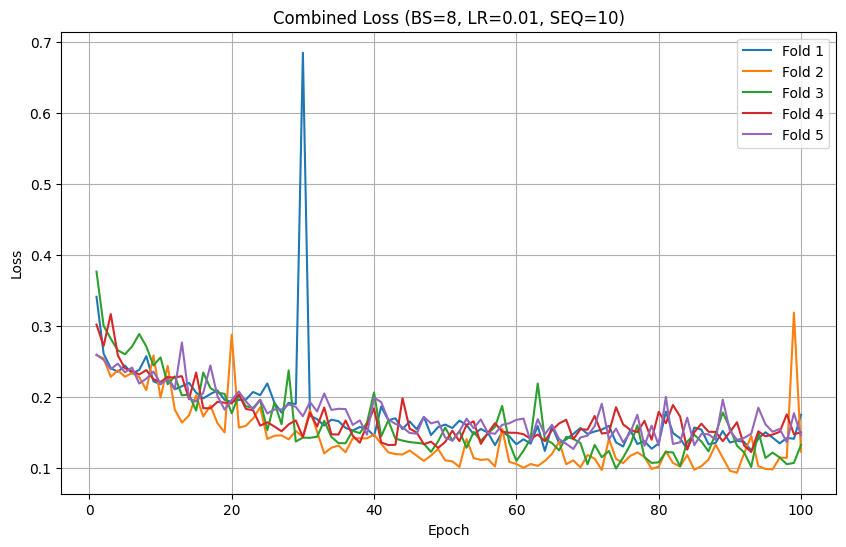 Combined Loss (BS=8, LR=0.01, SEQ=10)
Fold 1
Fold 2
Fold 3
Fold 4
Fold 5
Loss
0.7
0.6
0.5
0.4
0.3
0.2
0.1
0 20 40 60 80 100
Epoch